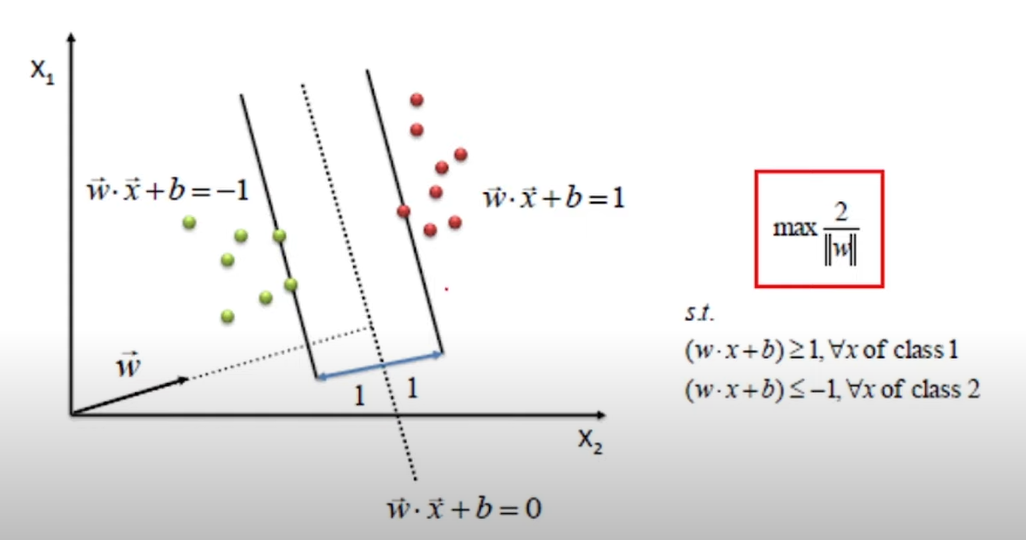 X₁
w⃗·x⃗+b=−1
w⃗·x⃗+b=1
max 2/‖w‖
s.t.
(w·x+b)≥1,∀x of class 1
(w·x+b)≤−1,∀x of class 2
w⃗
1 1
X₂
w⃗·x⃗+b=0